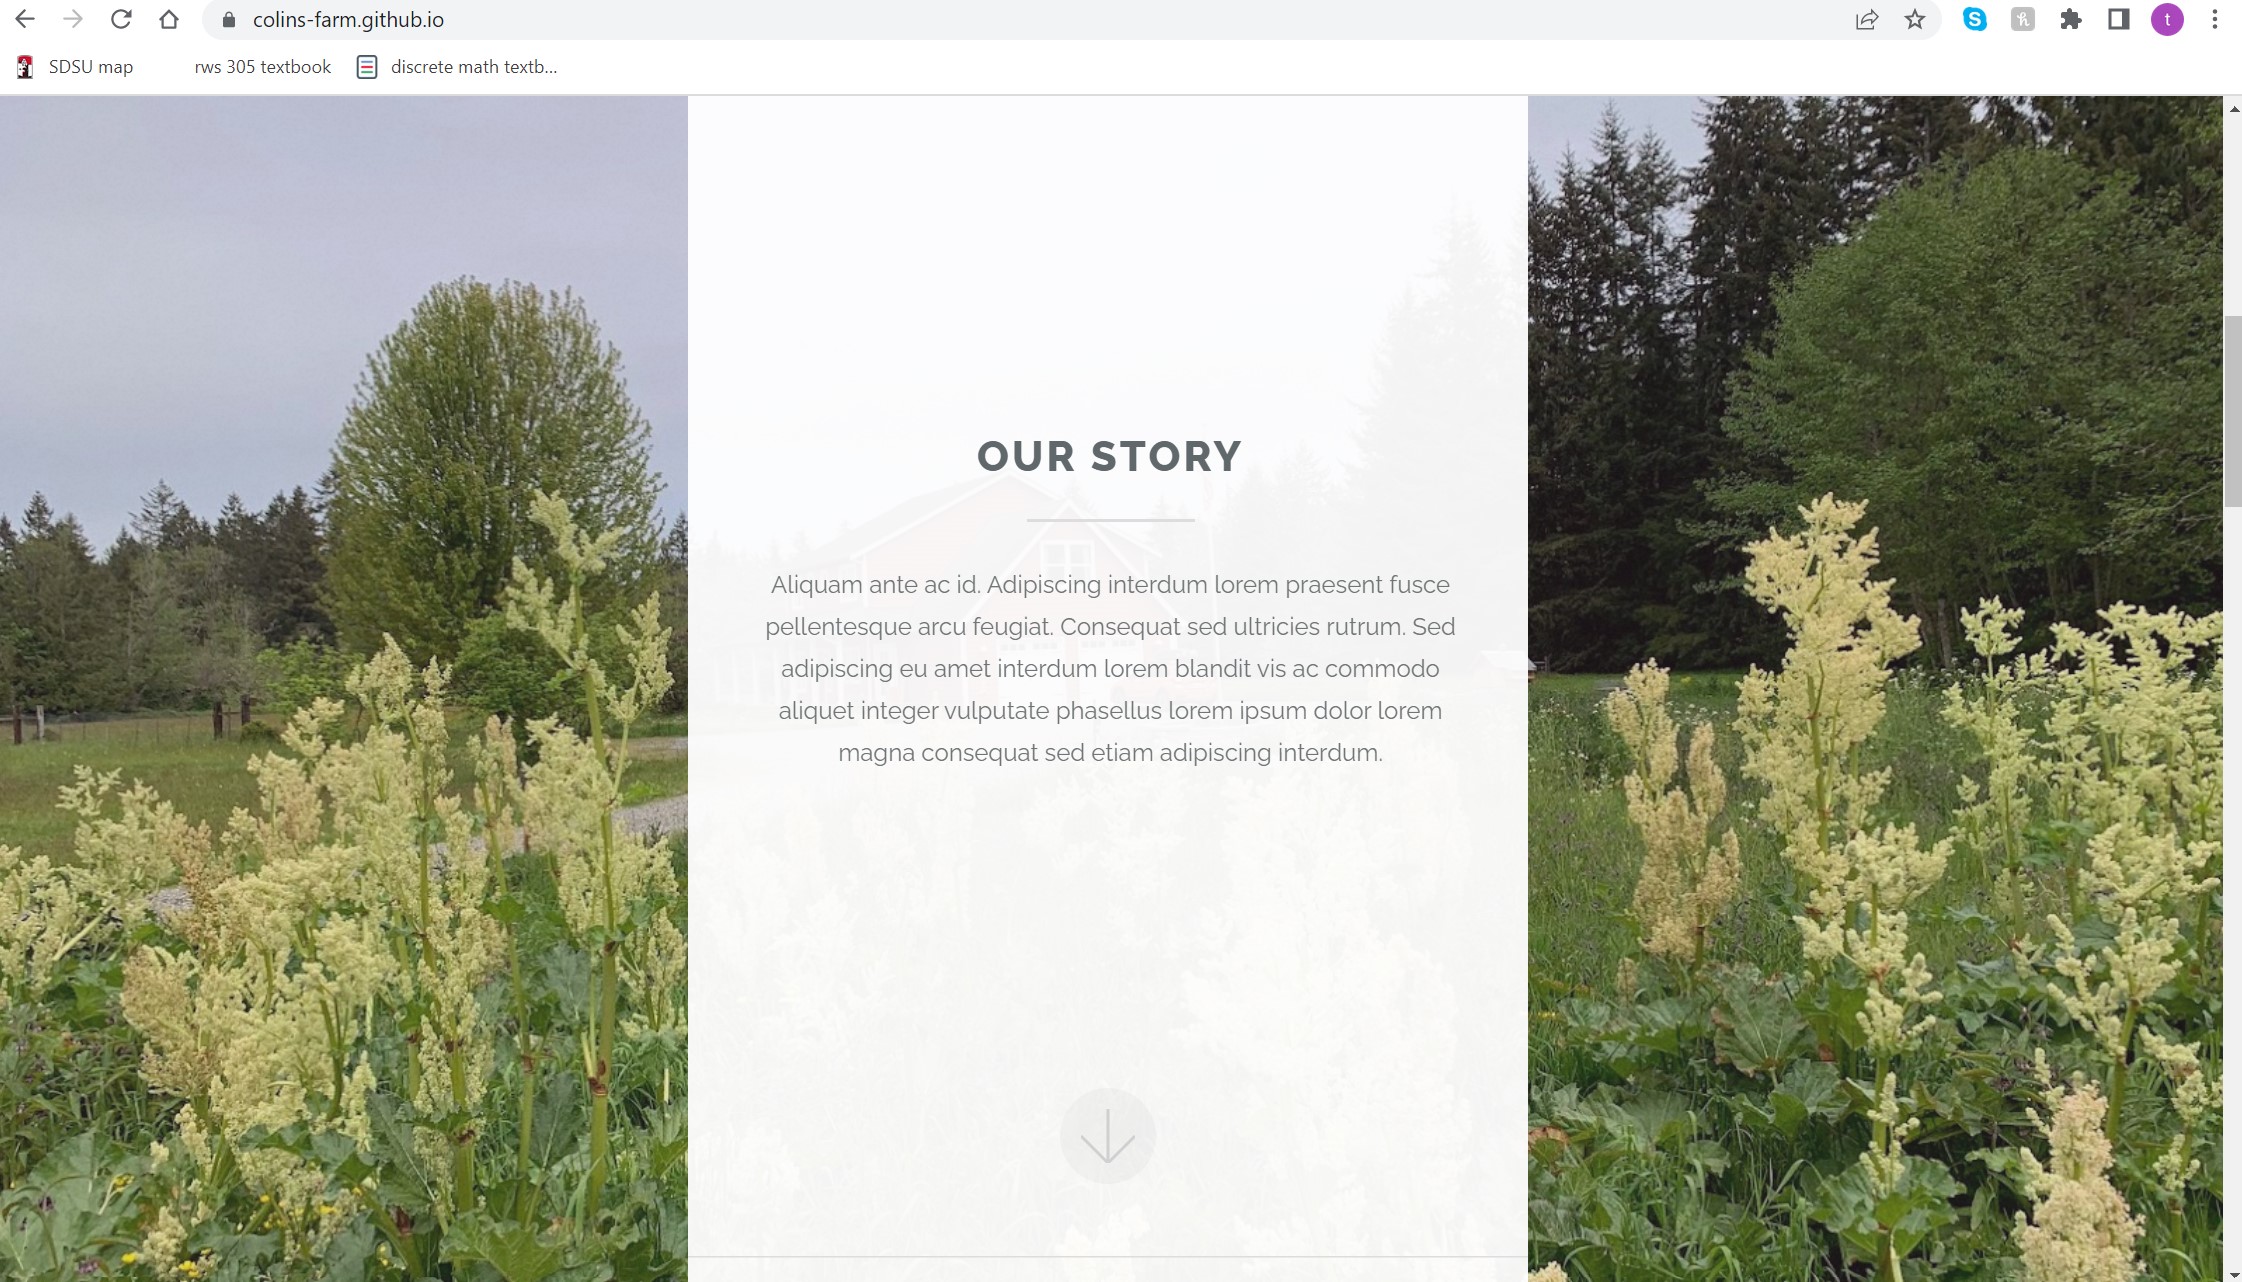 colins-farm.github.io
t
SDSU map
rws 305 textbook
discrete math textb...
OUR STORY
Aliquam ante ac id. Adipiscing interdum lorem praesent fusce
pellentesque arcu feugiat. Consequat sed ultricies rutrum. Sed
adipiscing eu amet interdum lorem blandit vis ac commodo
aliquet integer vulputate phasellus lorem ipsum dolor lorem
magna consequat sed etiam adipiscing interdum.